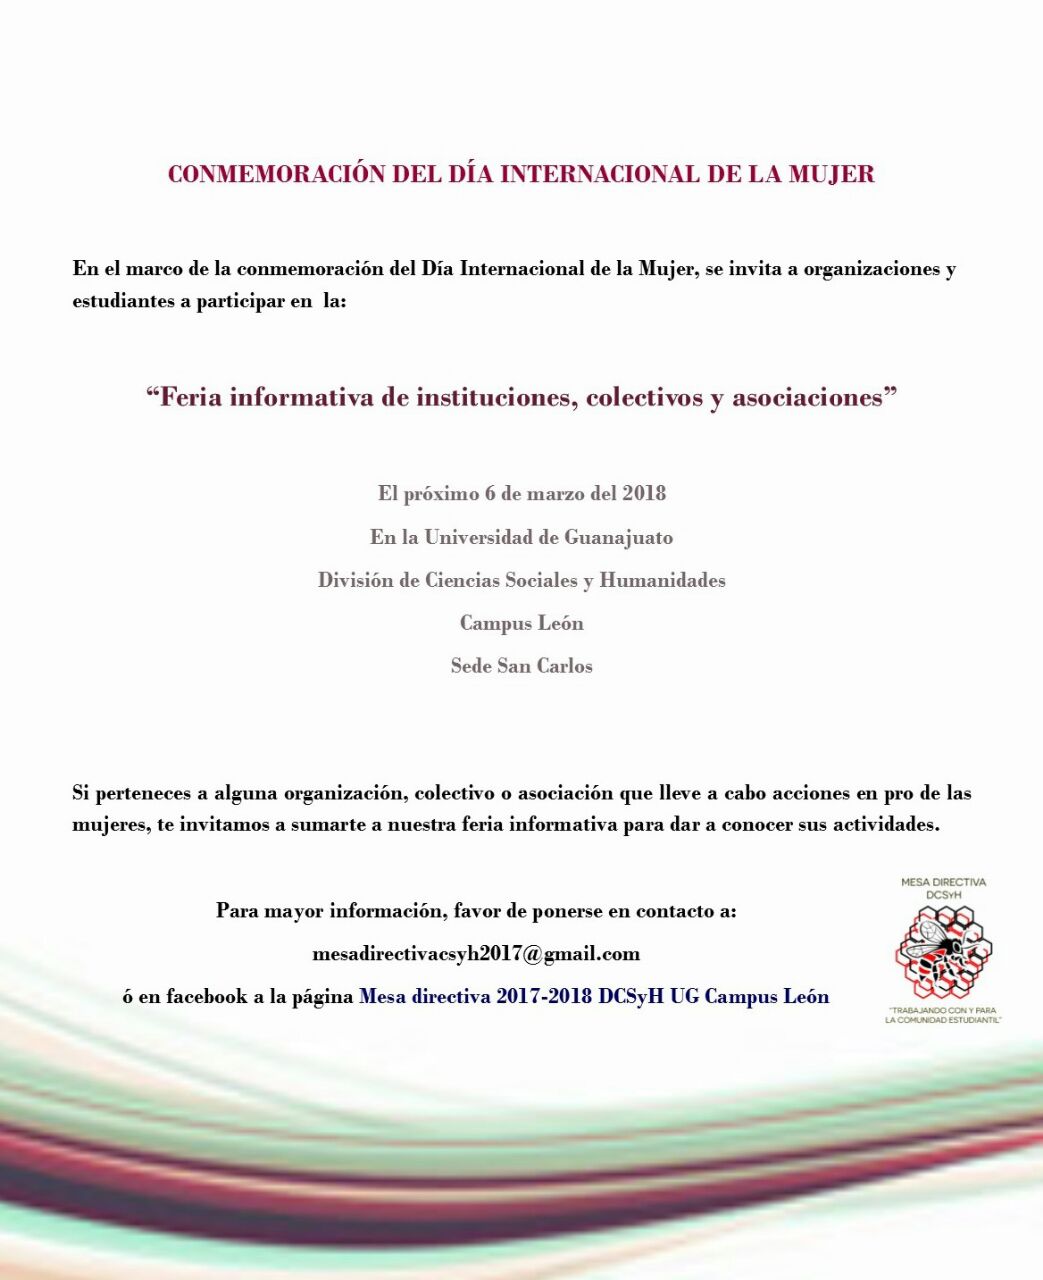 CONMEMORACIÓN DEL DÍA INTERNACIONAL DE LA MUJER
En el marco de la conmemoración del Día Internacional de la Mujer, se invita a organizaciones y
estudiantes a participar en  la:
“Feria informativa de instituciones, colectivos y asociaciones”
El próximo 6 de marzo del 2018
En la Universidad de Guanajuato
División de Ciencias Sociales y Humanidades
Campus León
Sede San Carlos
Si perteneces a alguna organización, colectivo o asociación que lleve a cabo acciones en pro de las
mujeres, te invitamos a sumarte a nuestra feria informativa para dar a conocer sus actividades.
Para mayor información, favor de ponerse en contacto a:
mesadirectivacsyh2017@gmail.com
ó en facebook a la página Mesa directiva 2017-2018 DCSyH UG Campus León
MESA DIRECTIVA
DCSyH
"TRABAJANDO CON Y PARA
LA COMUNIDAD ESTUDIANTIL"